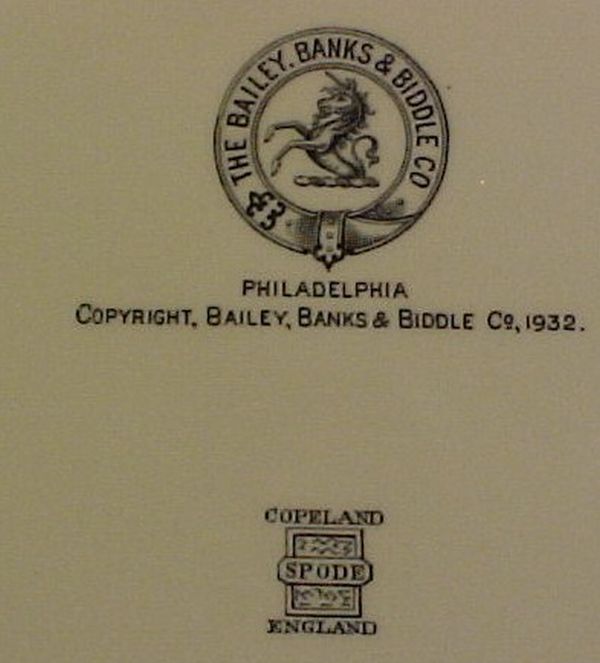 THE BAILEY, BANKS & BIDDLE CO
PHILADELPHIA
COPYRIGHT, BAILEY, BANKS & BIDDLE Co, 1932.
COPELAND
SPODE
ENGLAND